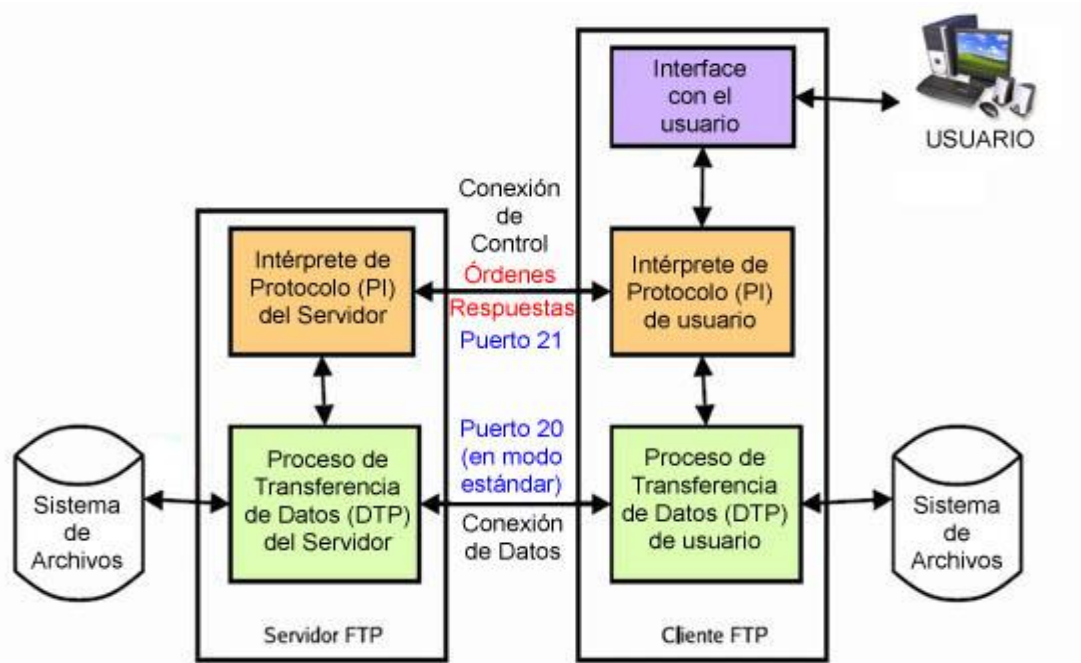 Interface
con el
usuario
USUARIO
Conexión
de
Control
Órdenes
Respuestas
Puerto 21
Intérprete de
Protocolo (PI)
del Servidor
Intérprete de
Protocolo (PI)
de usuario
Puerto 20
(en modo
estándar)
Conexión
de Datos
Sistema
de
Archivos
Proceso de
Transferencia
de Datos (DTP)
del Servidor
Proceso de
Transferencia
de Datos (DTP)
de usuario
Sistema
de
Archivos
Servidor FTP
Cliente FTP